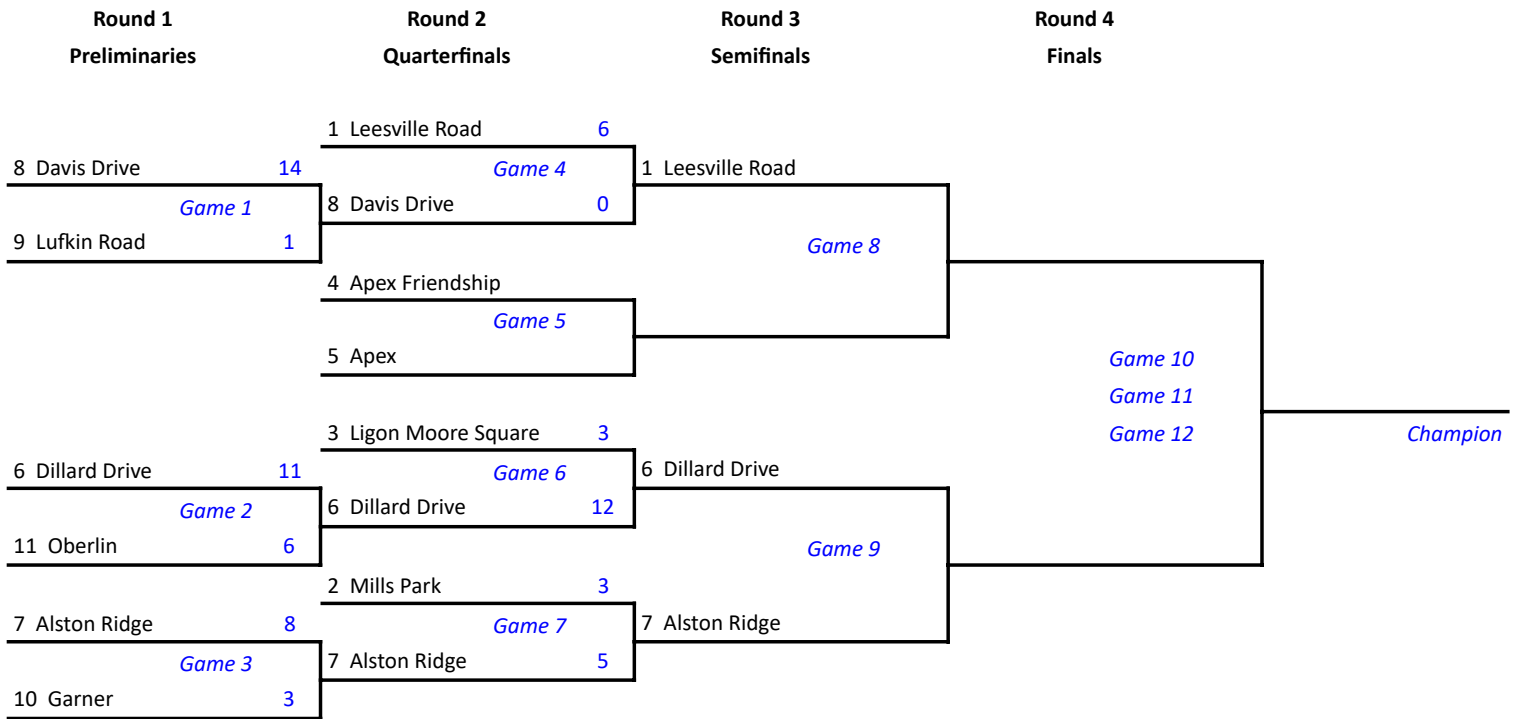 Round 1 Round 2 Round 3 Round 4
Preliminaries Quarterfinals Semifinals Finals
1 Leesville Road 6
8 Davis Drive 14 Game 4 1 Leesville Road
Game 1 8 Davis Drive 0
9 Lufkin Road 1 Game 8
4 Apex Friendship
Game 5
5 Apex Game 10
Game 11
3 Ligon Moore Square 3 Game 12 Champion
6 Dillard Drive 11 Game 6 6 Dillard Drive
Game 2 6 Dillard Drive 12
11 Oberlin 6 Game 9
2 Mills Park 3
7 Alston Ridge 8 Game 7 7 Alston Ridge
Game 3 7 Alston Ridge 5
10 Garner 3